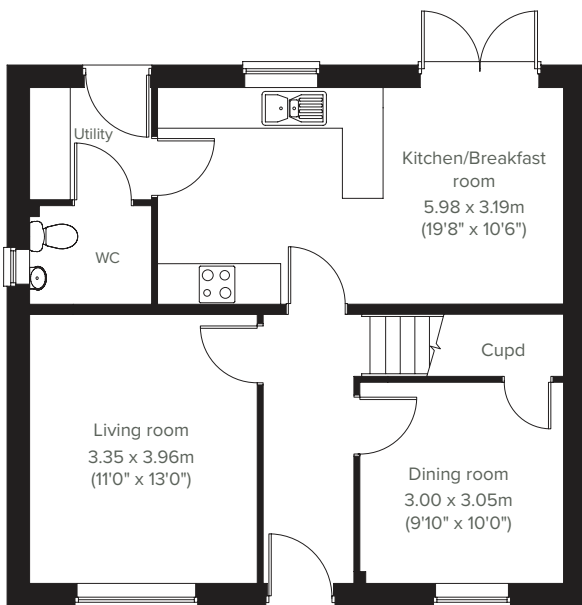 Utility
Kitchen/Breakfast
room
5.98 x 3.19m
(19'8" x 10'6")
WC
Cupd
Living room
3.35 x 3.96m
(11'0" x 13'0")
Dining room
3.00 x 3.05m
(9'10" x 10'0")